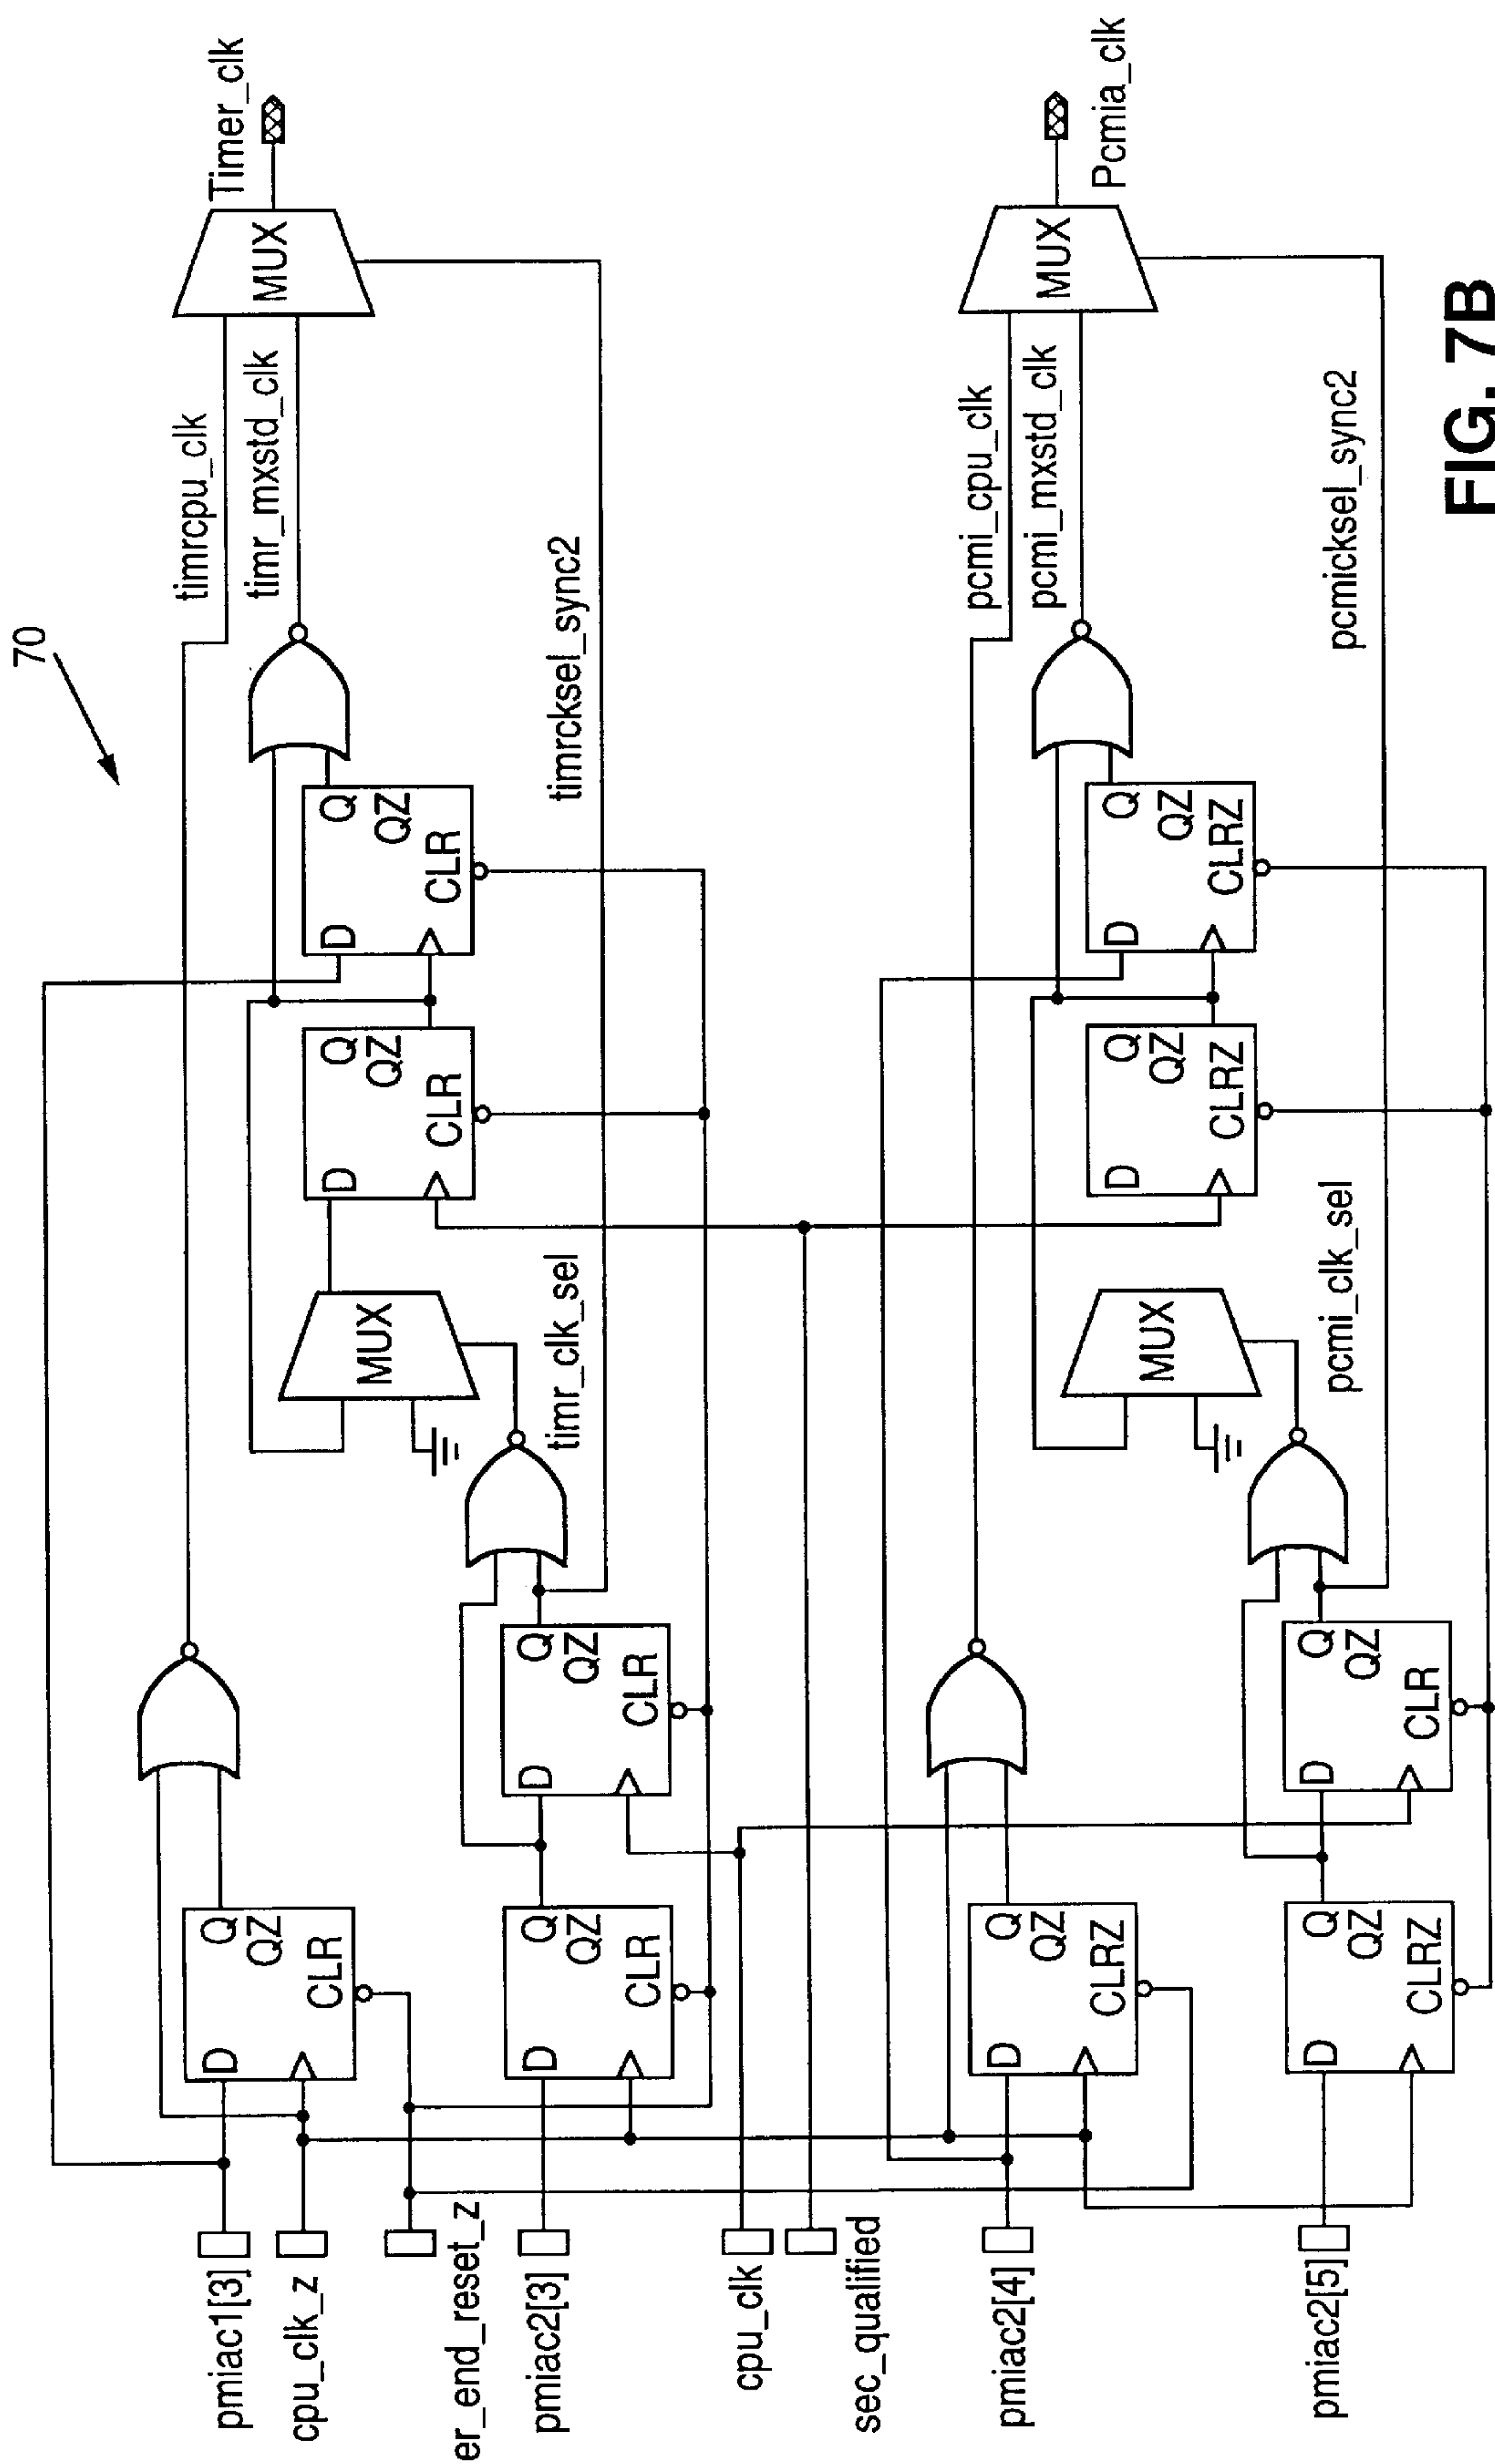 70
Timer_clk
MUX
timrcpu_clk
timr_mxstd_clk
timrcksel_sync2
D
Q
QZ
CLR
D
Q
QZ
CLR
MUX
timr_clk_sel
D
Q
QZ
CLR
D
Q
QZ
CLR
D
Q
QZ
CLR
pmiac1[3]
cpu_clk_z
er_end_reset_z
pmiac2[3]
cpu_clk
sec_qualified
Pcmia_clk
MUX
pcmi_cpu_clk
pcmi_mxstd_clk
pcmicksel_sync2
D
Q
QZ
CLRZ
D
Q
QZ
CLRZ
MUX
pcmi_clk_sel
D
Q
QZ
CLR
D
Q
QZ
CLRZ
D
Q
QZ
CLRZ
pmiac2[4]
pmiac2[5]
FIG. 7B